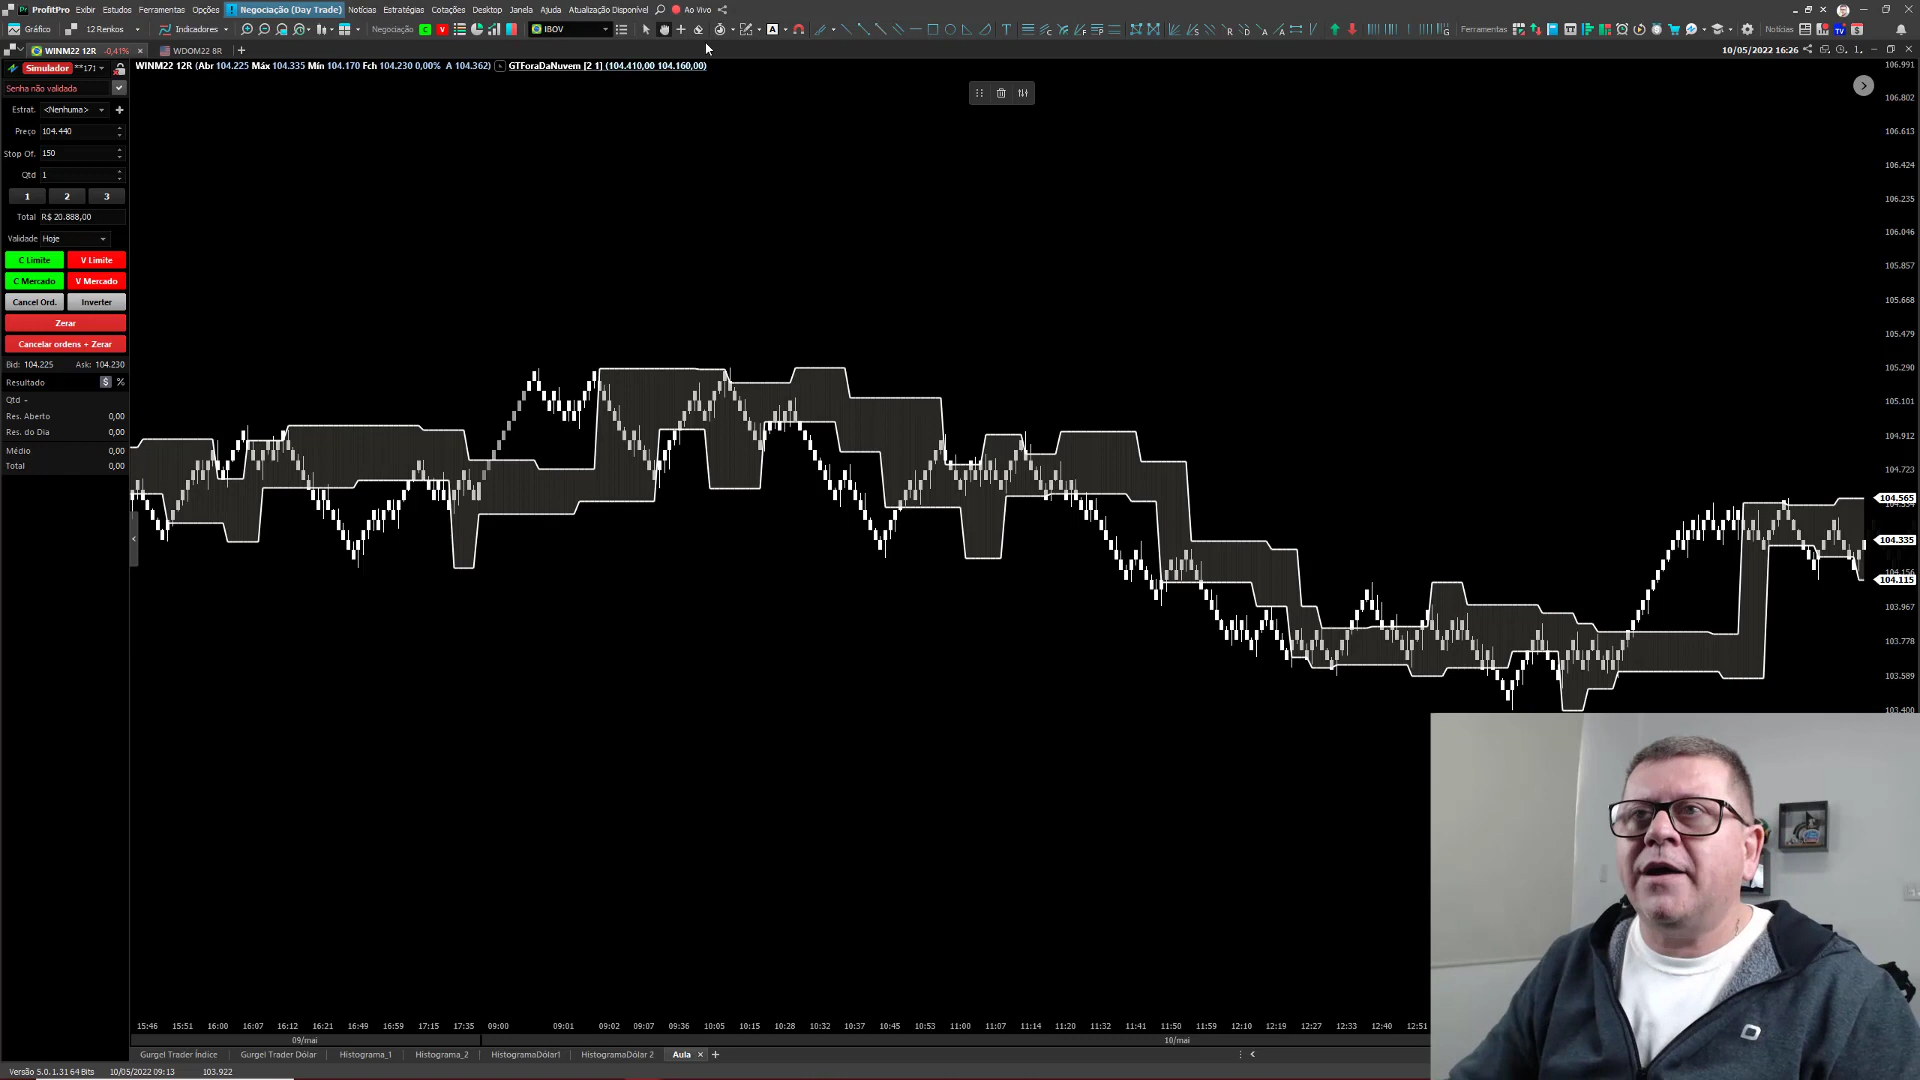 ProfitPro Exibir Estudos Ferramentas Opções Negociação (Day Trade) Notícias Estratégias Cotações Desktop Janela Ajuda Atualização Disponível Ao Vivo
Gráfico 12 Renkos Indicadores Negociação C V IBOV A Ferramentas Notícias
WINM22 12R -0,41% WDOM22 8R 10/05/2022 16:26
WINM22 12R (Abr 104.225 Máx 104.335 Mín 104.170 Fch 104.230 0,00% A 104.362) GTForaDaNuvem [2 1] (104.410,00 104.160,00)
Simulador **171
Senha não validada
Estrat. <Nenhuma>
Preço 104.440
Stop Of. 150
Qtd 1
1 2 3
Total R$ 20.888,00
Validade Hoje
C Limite V Limite
C Mercado V Mercado
Cancel Ord. Inverter
Zerar
Cancelar ordens + Zerar
Bid: 104.225 Ask: 104.230
Resultado $ %
Qtd -
Res. Aberto 0,00
Res. do Dia 0,00
Médio 0,00
Total 0,00
106.991
106.802
106.613
106.424
106.235
106.046
105.857
105.668
105.479
105.290
105.101
104.912
104.723
104.565
104.534
104.335
104.156
104.115
103.967
103.778
103.589
103.400
15:46 15:51 16:00 16:07 16:12 16:21 16:49 16:59 17:15 17:35 09:00 09:01 09:02 09:07 09:36 10:05 10:15 10:28 10:32 10:37 10:45 10:53 11:00 11:07 11:14 11:20 11:32 11:41 11:50 11:59 12:10 12:19 12:27 12:33 12:40 12:51
09/mai 10/mai
Gurgel Trader Índice Gurgel Trader Dólar Histograma_1 Histograma_2 HistogramaDólar1 HistogramaDólar 2 Aula
Versão 5.0.1.31 64 Bits 10/05/2022 09:13 103.922